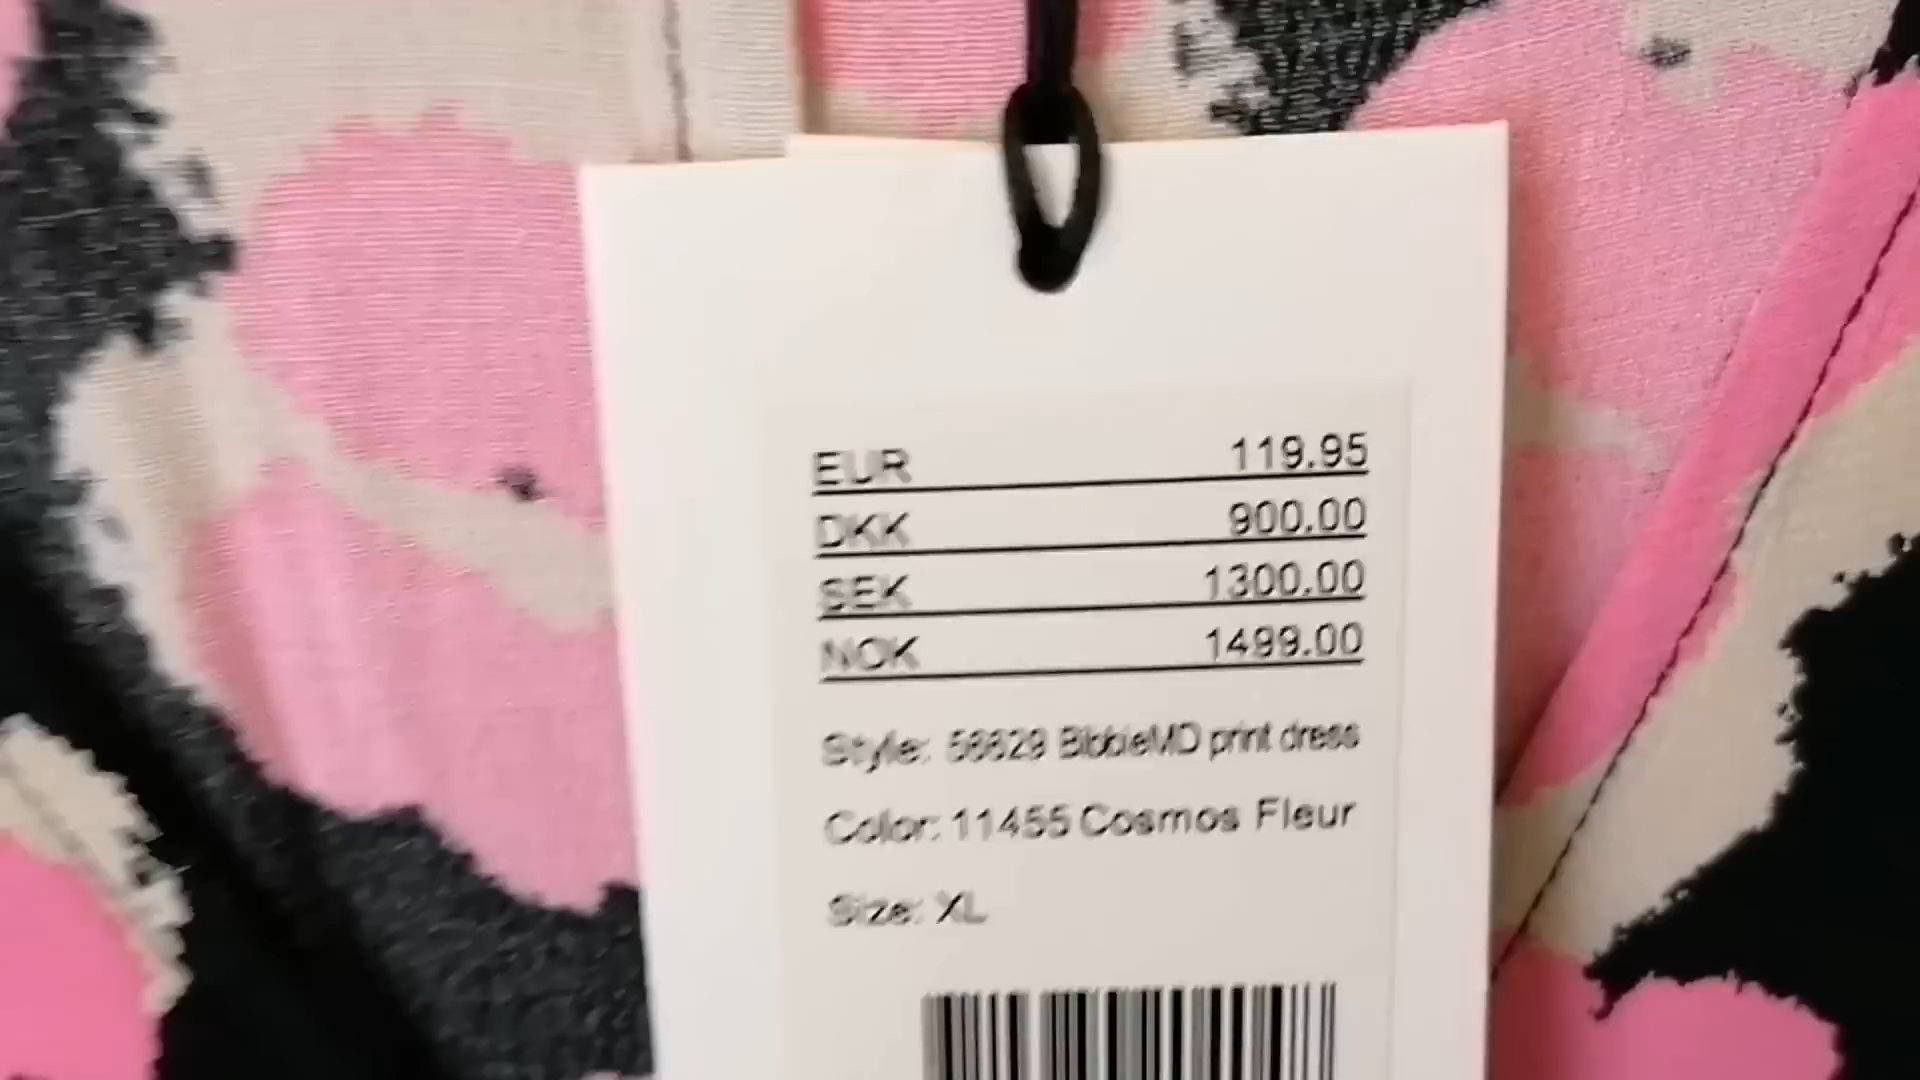 EUR 119.95
DKK 900.00
SEK 1300.00
NOK 1499.00
Style: 56629 BibbieMD print dress
Color: 11455 Cosmos Fleur
Size: XL